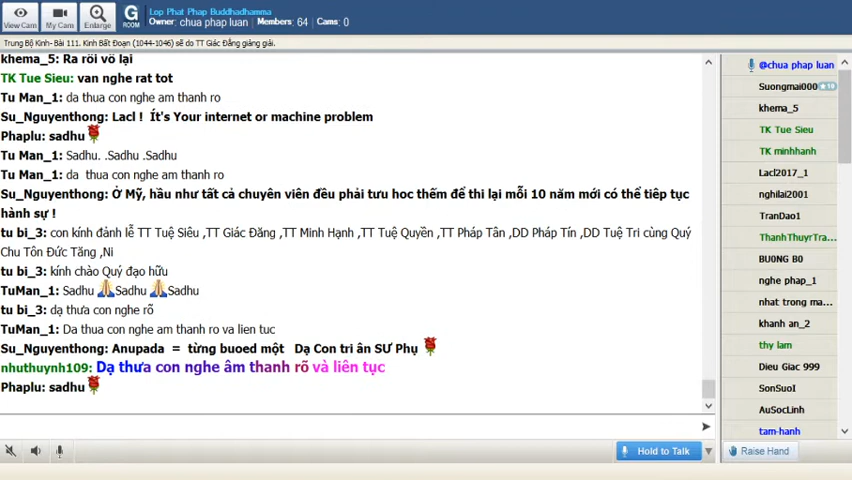 View Cam
My Cam
Enlarge
G
ROOM
Lop Phat Phap Buddhadhamma
Owner: chua phap luan Members: 64 Cams: 0
Trung Bộ Kinh- Bài 111. Kinh Bất Đoạn (1044-1046) sẽ do TT Giác Đẳng giảng giải.
khema_5: Ra rồi vô lại
TK Tue Sieu: van nghe rat tot
Tu Man_1: da thua con nghe am thanh ro
Su_Nguyenthong: Lacl ! Ít's Your internet or machine problem
Phaplu: sadhu
Tu Man_1: Sadhu. .Sadhu .Sadhu
Tu Man_1: da thua con nghe am thanh ro
Su_Nguyenthong: Ở Mỹ, hầu như tất cả chuyên viên đều phải tưu hoc thếm để thi lại mỗi 10 năm mới có thể tiêp tục
hành sự !
tu bi_3: con kính đảnh lễ TT Tuệ Siêu ,TT Giác Đăng ,TT Minh Hạnh ,TT Tuệ Quyền ,TT Pháp Tân ,DD Pháp Tín ,DD Tuệ Tri cùng Quý
Chu Tôn Đức Tăng ,Ni
tu bi_3: kính chào Quý đạo hữu
TuMan_1: Sadhu Sadhu Sadhu
tu bi_3: dạ thưa con nghe rõ
TuMan_1: Da thua con nghe am thanh ro va lien tuc
Su_Nguyenthong: Anupada = từng buoed một Dạ Con tri ân SƯ Phụ
nhuthuynh109: Dạ thưa con nghe âm thanh rõ và liên tục
Phaplu: sadhu
Hold to Talk
@chua phap luan
Suongmai000 10
khema_5
TK Tue Sieu
TK minhhanh
Lacl2017_1
nghilai2001
TranDao1
ThanhThuyrTra...
BU0NG B0
nghe phap_1
nhat trong ma...
khanh an_2
thy lam
Dieu Giac 999
SonSuoI
AuSocLinh
tam-hanh
Raise Hand